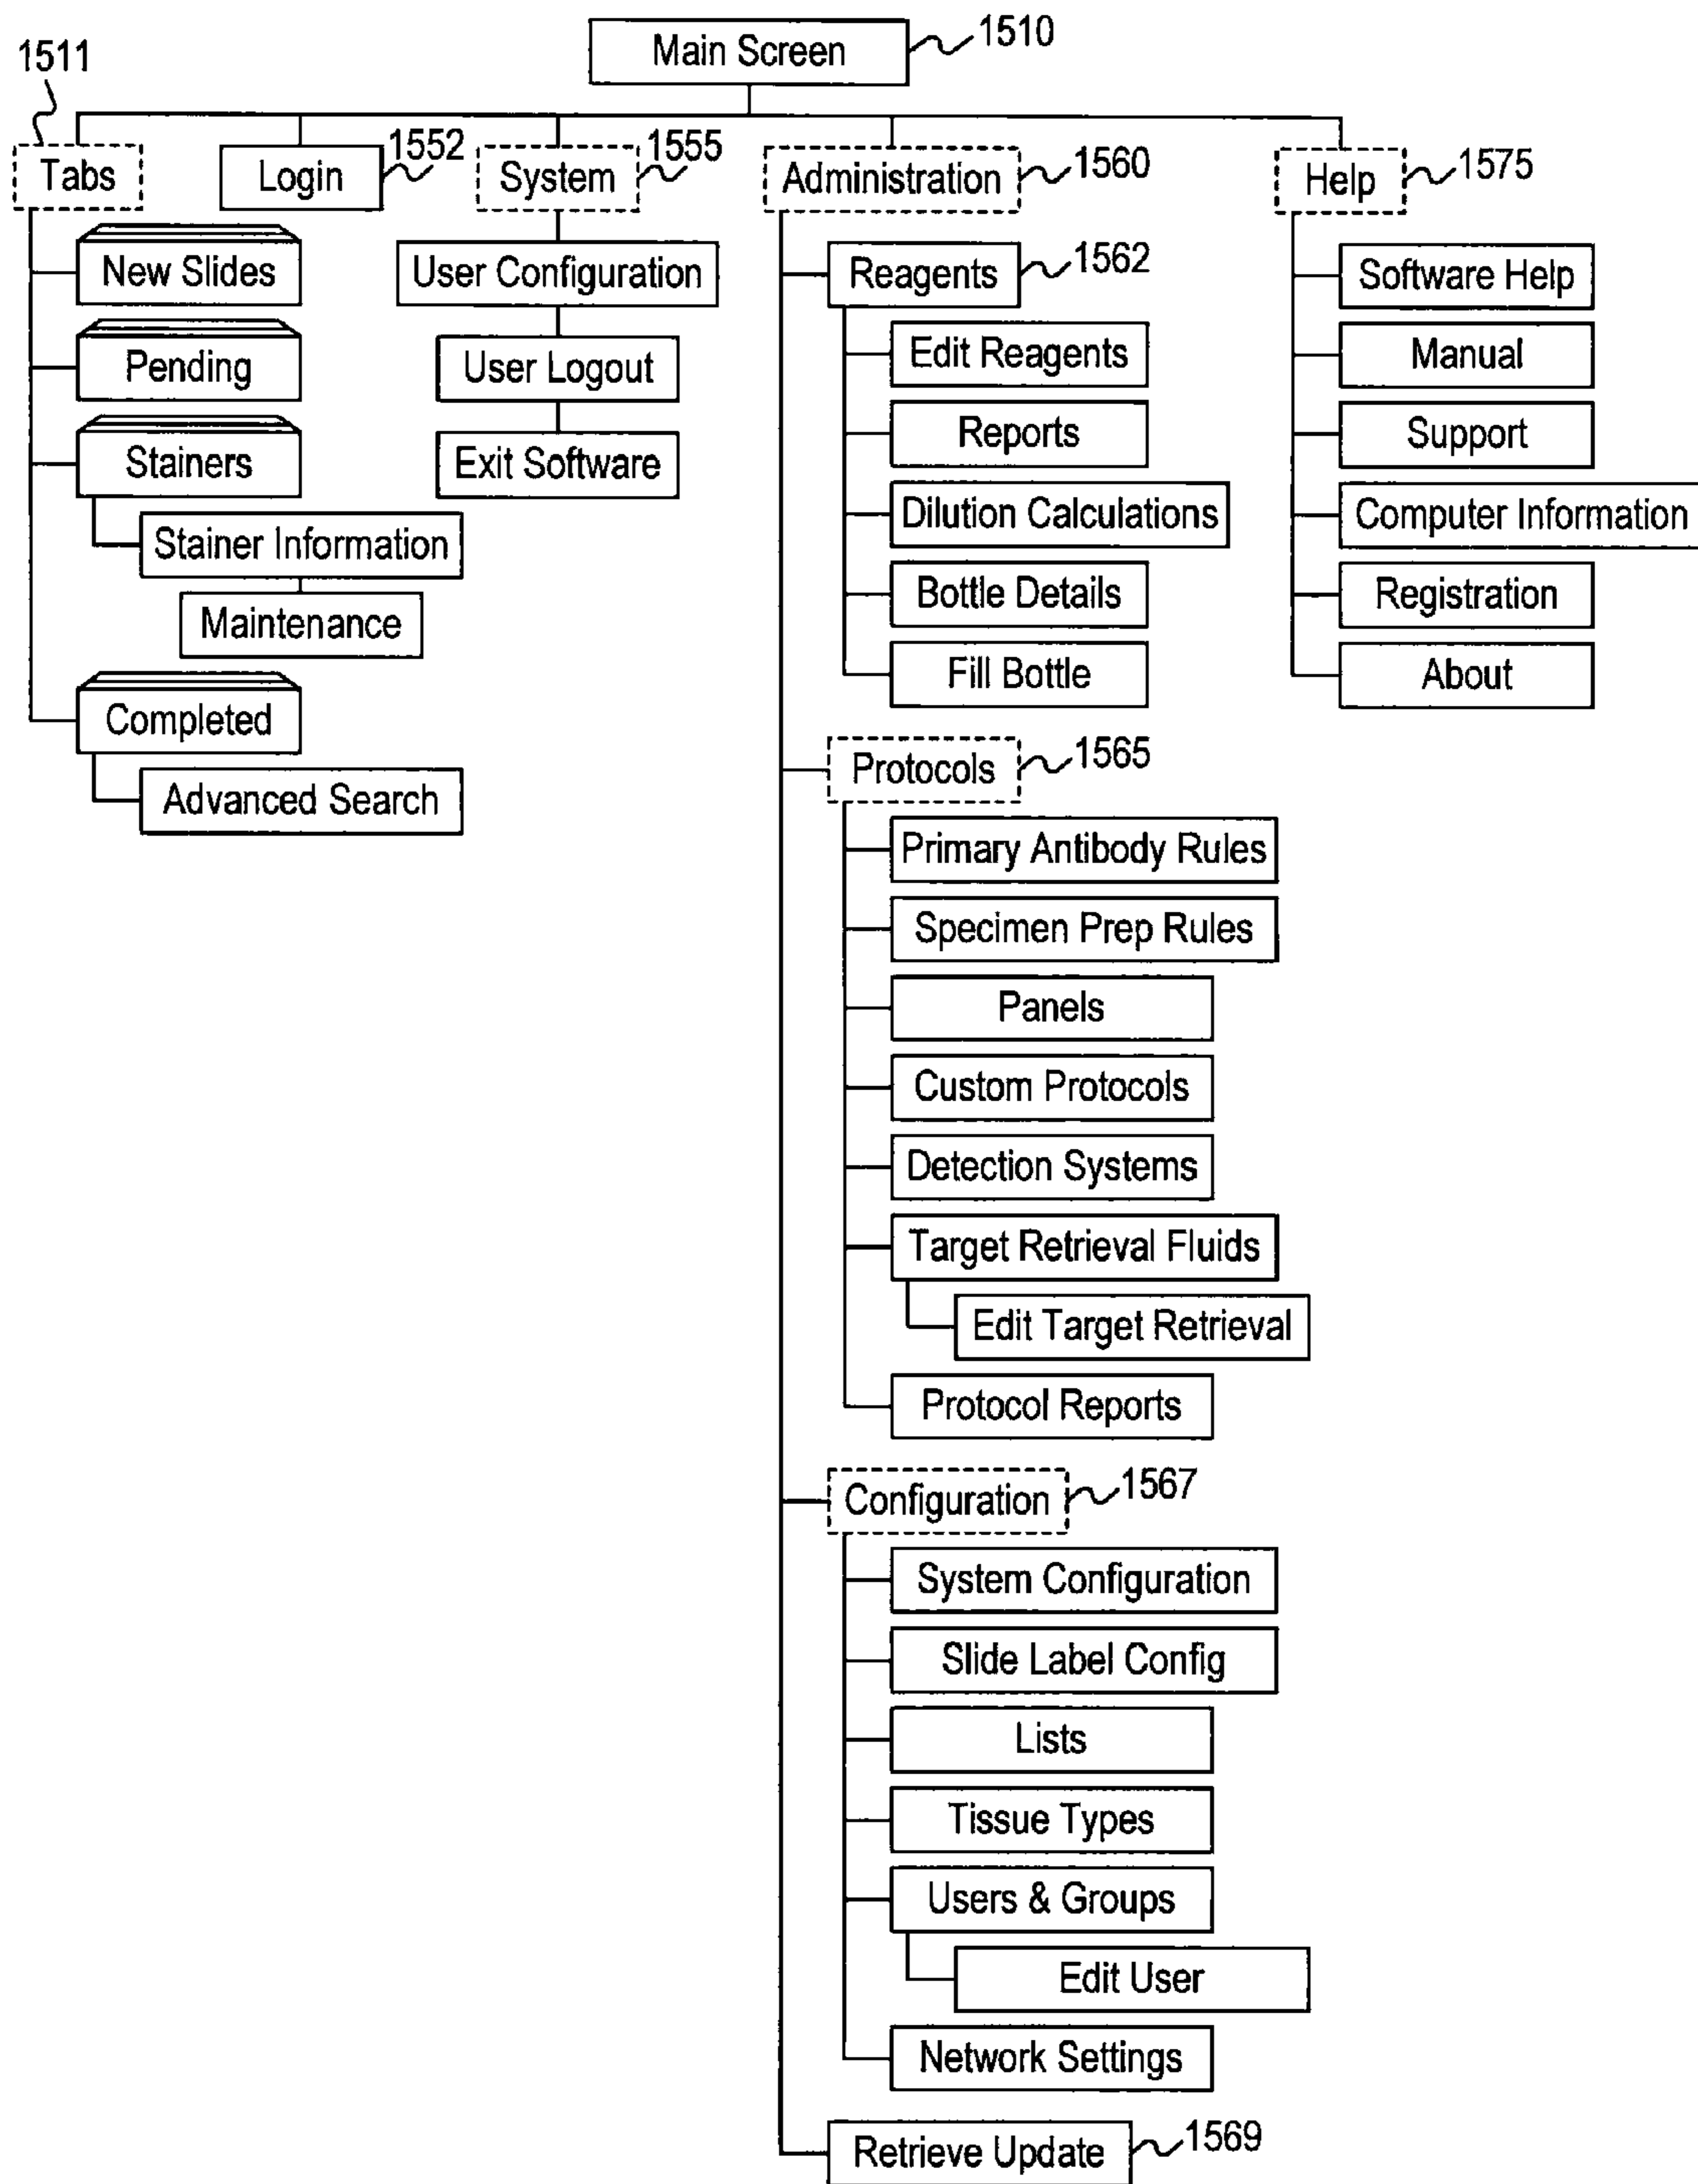 Main Screen
1510
1511
Tabs
New Slides
Pending
Stainers
Stainer Information
Maintenance
Completed
Advanced Search
Login
1552
System
1555
User Configuration
User Logout
Exit Software
Administration
1560
Reagents
1562
Edit Reagents
Reports
Dilution Calculations
Bottle Details
Fill Bottle
Protocols
1565
Primary Antibody Rules
Specimen Prep Rules
Panels
Custom Protocols
Detection Systems
Target Retrieval Fluids
Edit Target Retrieval
Protocol Reports
Configuration
1567
System Configuration
Slide Label Config
Lists
Tissue Types
Users & Groups
Edit User
Network Settings
Retrieve Update
1569
Help
1575
Software Help
Manual
Support
Computer Information
Registration
About